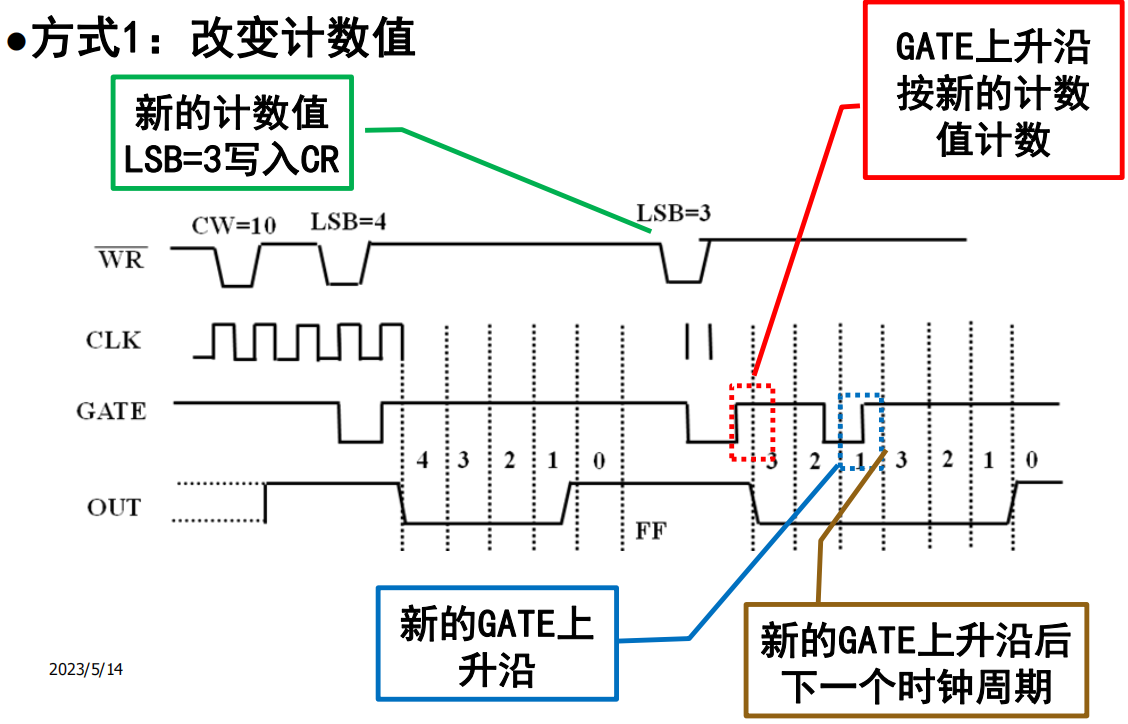 ●方式1：改变计数值
GATE上升沿
按新的计数
值计数
新的计数值
LSB=3写入CR
CW=10
LSB=4
LSB=3
WR
CLK
GATE
4 3 2 1 0 3 2 1 3 2 1 0
OUT
FF
新的GATE上
升沿
新的GATE上升沿后
下一个时钟周期
2023/5/14